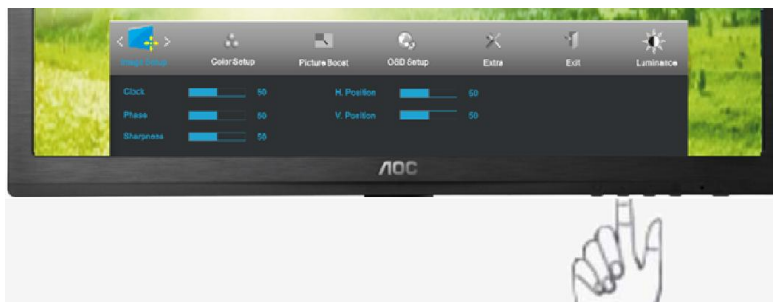 < >
Image Setup Color Setup Picture Boost OSD Setup Extra Exit Luminance
Clock 50 H. Position 50
Phase 50 V. Position 50
Sharpness 50
AOC